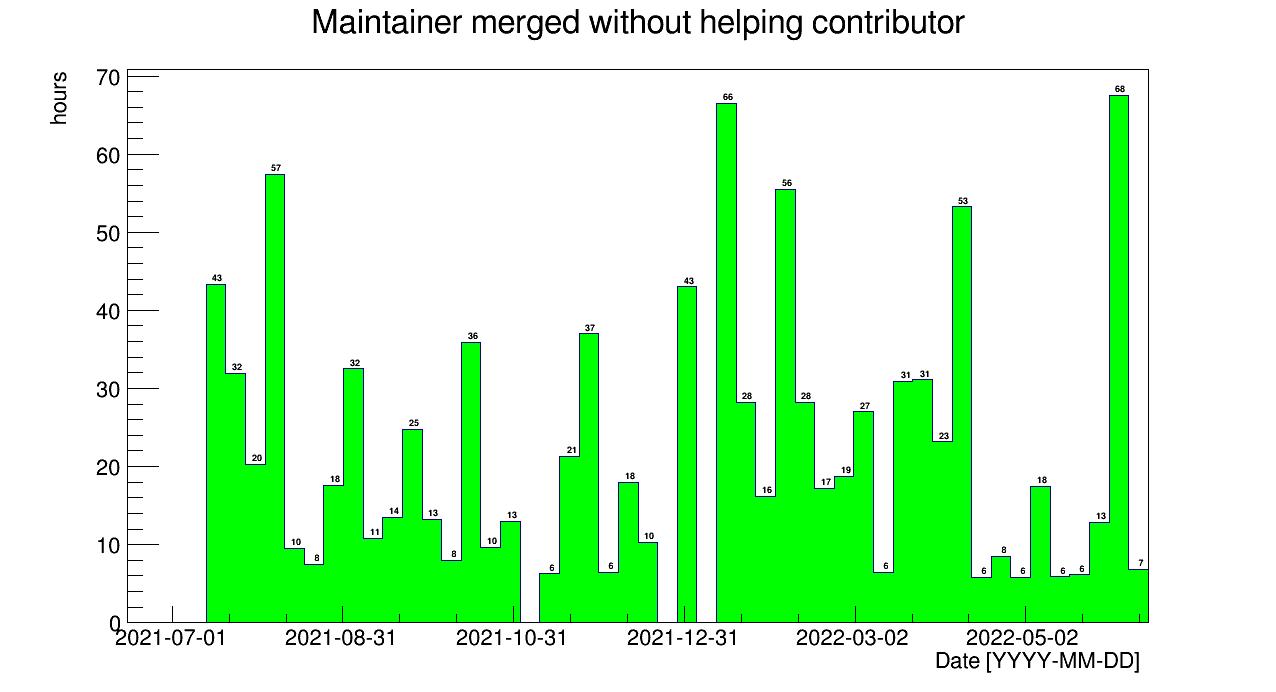 Maintainer merged without helping contributor
hours
70
60
50
40
30
20
10
0
43 32 20 57 10 8 18 32 11 14 25 13 8 36 10 13 6 21 37 6 18 10 43 66 28 16 56 28 17 19 27 6 31 31 23 53 6 8 6 18 6 6 13 68 7
2021-07-01 2021-08-31 2021-10-31 2021-12-31 2022-03-02 2022-05-02
Date [YYYY-MM-DD]